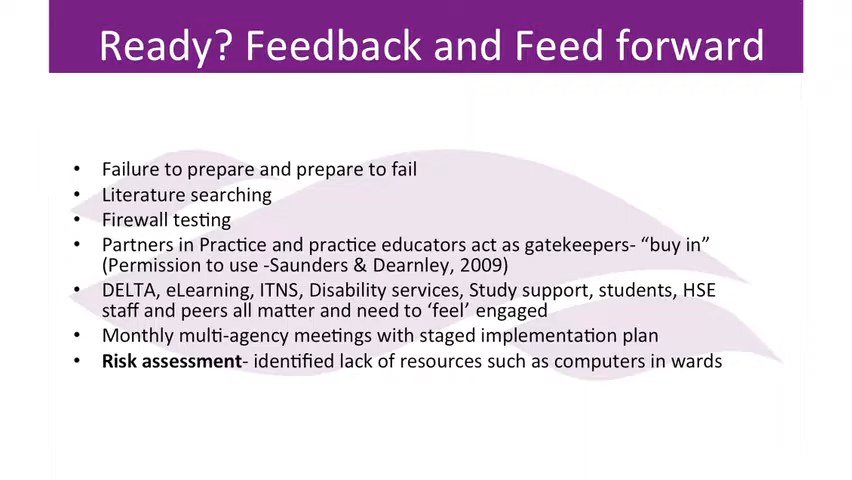 Ready? Feedback and Feed forward
• Failure to prepare and prepare to fail
• Literature searching
• Firewall testing
• Partners in Practice and practice educators act as gatekeepers- “buy in”
(Permission to use -Saunders & Dearnley, 2009)
• DELTA, eLearning, ITNS, Disability services, Study support, students, HSE
staff and peers all matter and need to ‘feel’ engaged
• Monthly multi-agency meetings with staged implementation plan
• Risk assessment- identified lack of resources such as computers in wards